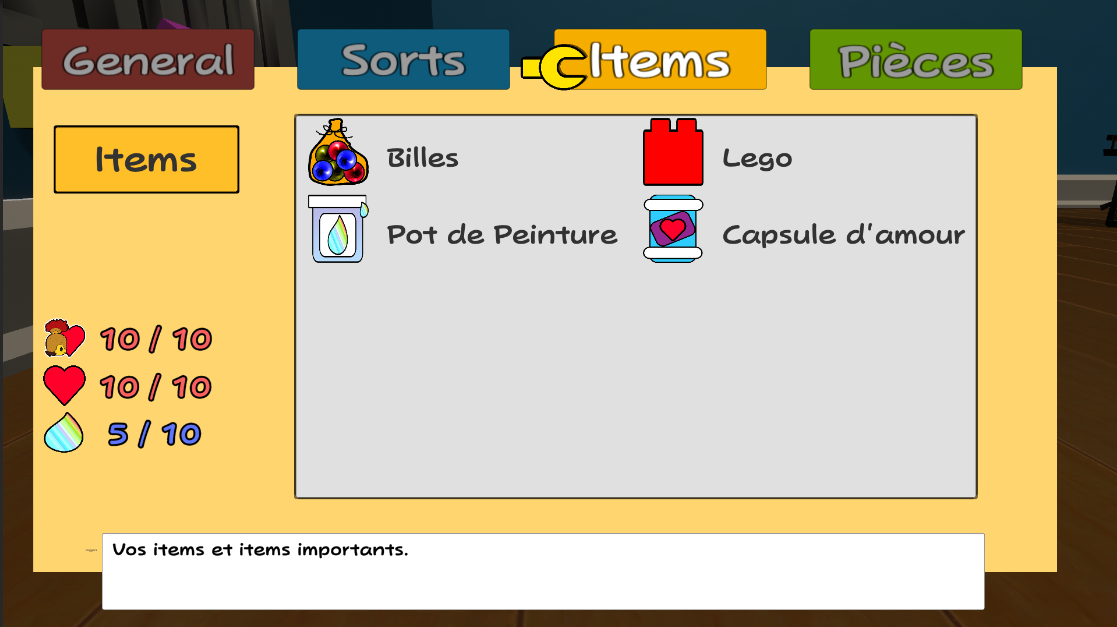 General
Sorts
Items
Pièces
Items
Billes
Lego
Pot de Peinture
Capsule d'amour
10 / 10
10 / 10
5 / 10
Vos items et items importants.